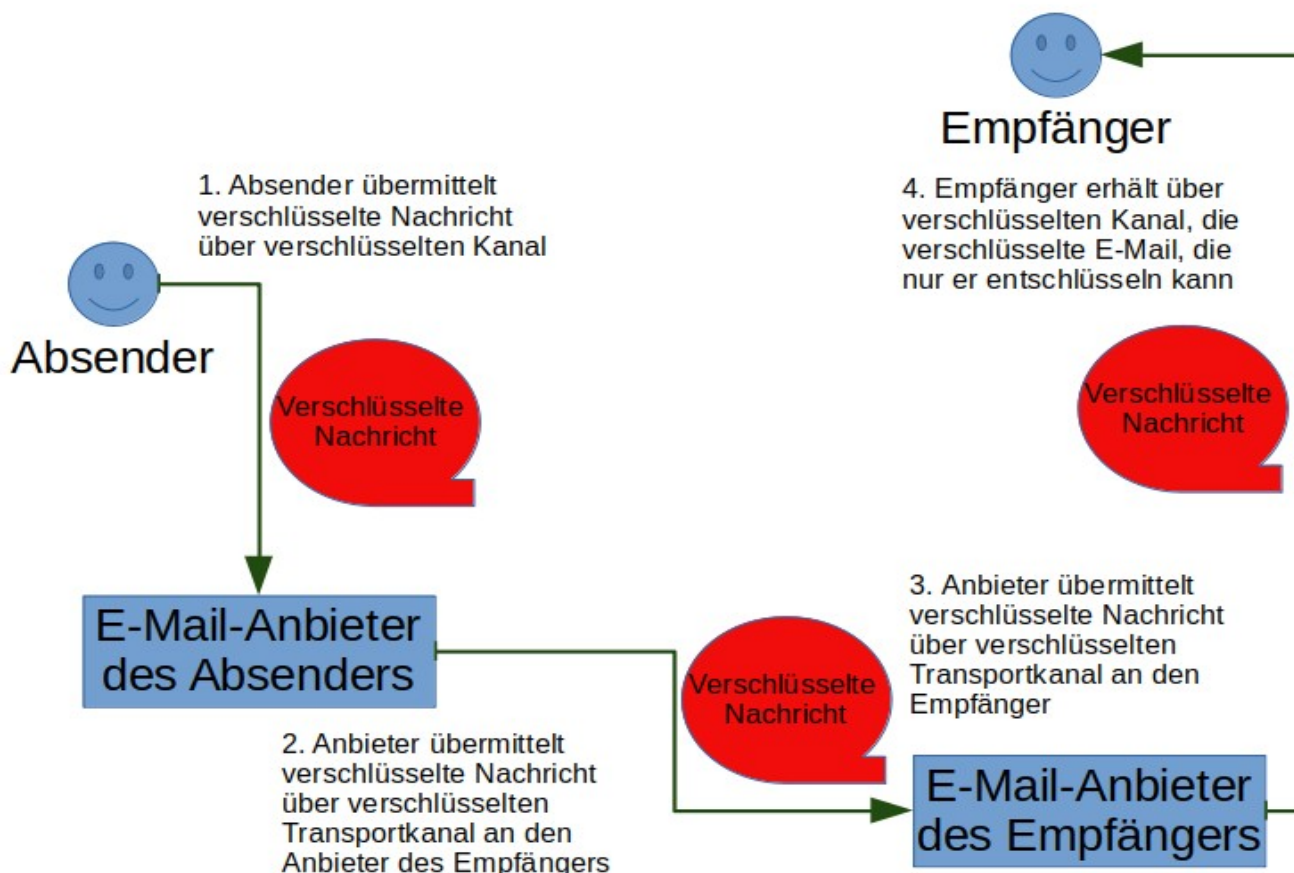 Empfänger
1. Absender übermittelt
verschlüsselte Nachricht
über verschlüsselten Kanal
4. Empfänger erhält über
verschlüsselten Kanal, die
verschlüsselte E-Mail, die
nur er entschlüsseln kann
Absender
Verschlüsselte
Nachricht
Verschlüsselte
Nachricht
E-Mail-Anbieter
des Absenders
Verschlüsselte
Nachricht
3. Anbieter übermittelt
verschlüsselte Nachricht
über verschlüsselten
Transportkanal an den
Empfänger
2. Anbieter übermittelt
verschlüsselte Nachricht
über verschlüsselten
Transportkanal an den
Anbieter des Empfängers
E-Mail-Anbieter
des Empfängers